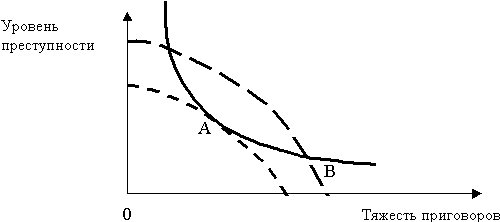 Уровень
преступности
A
B
0
Тяжесть приговоров